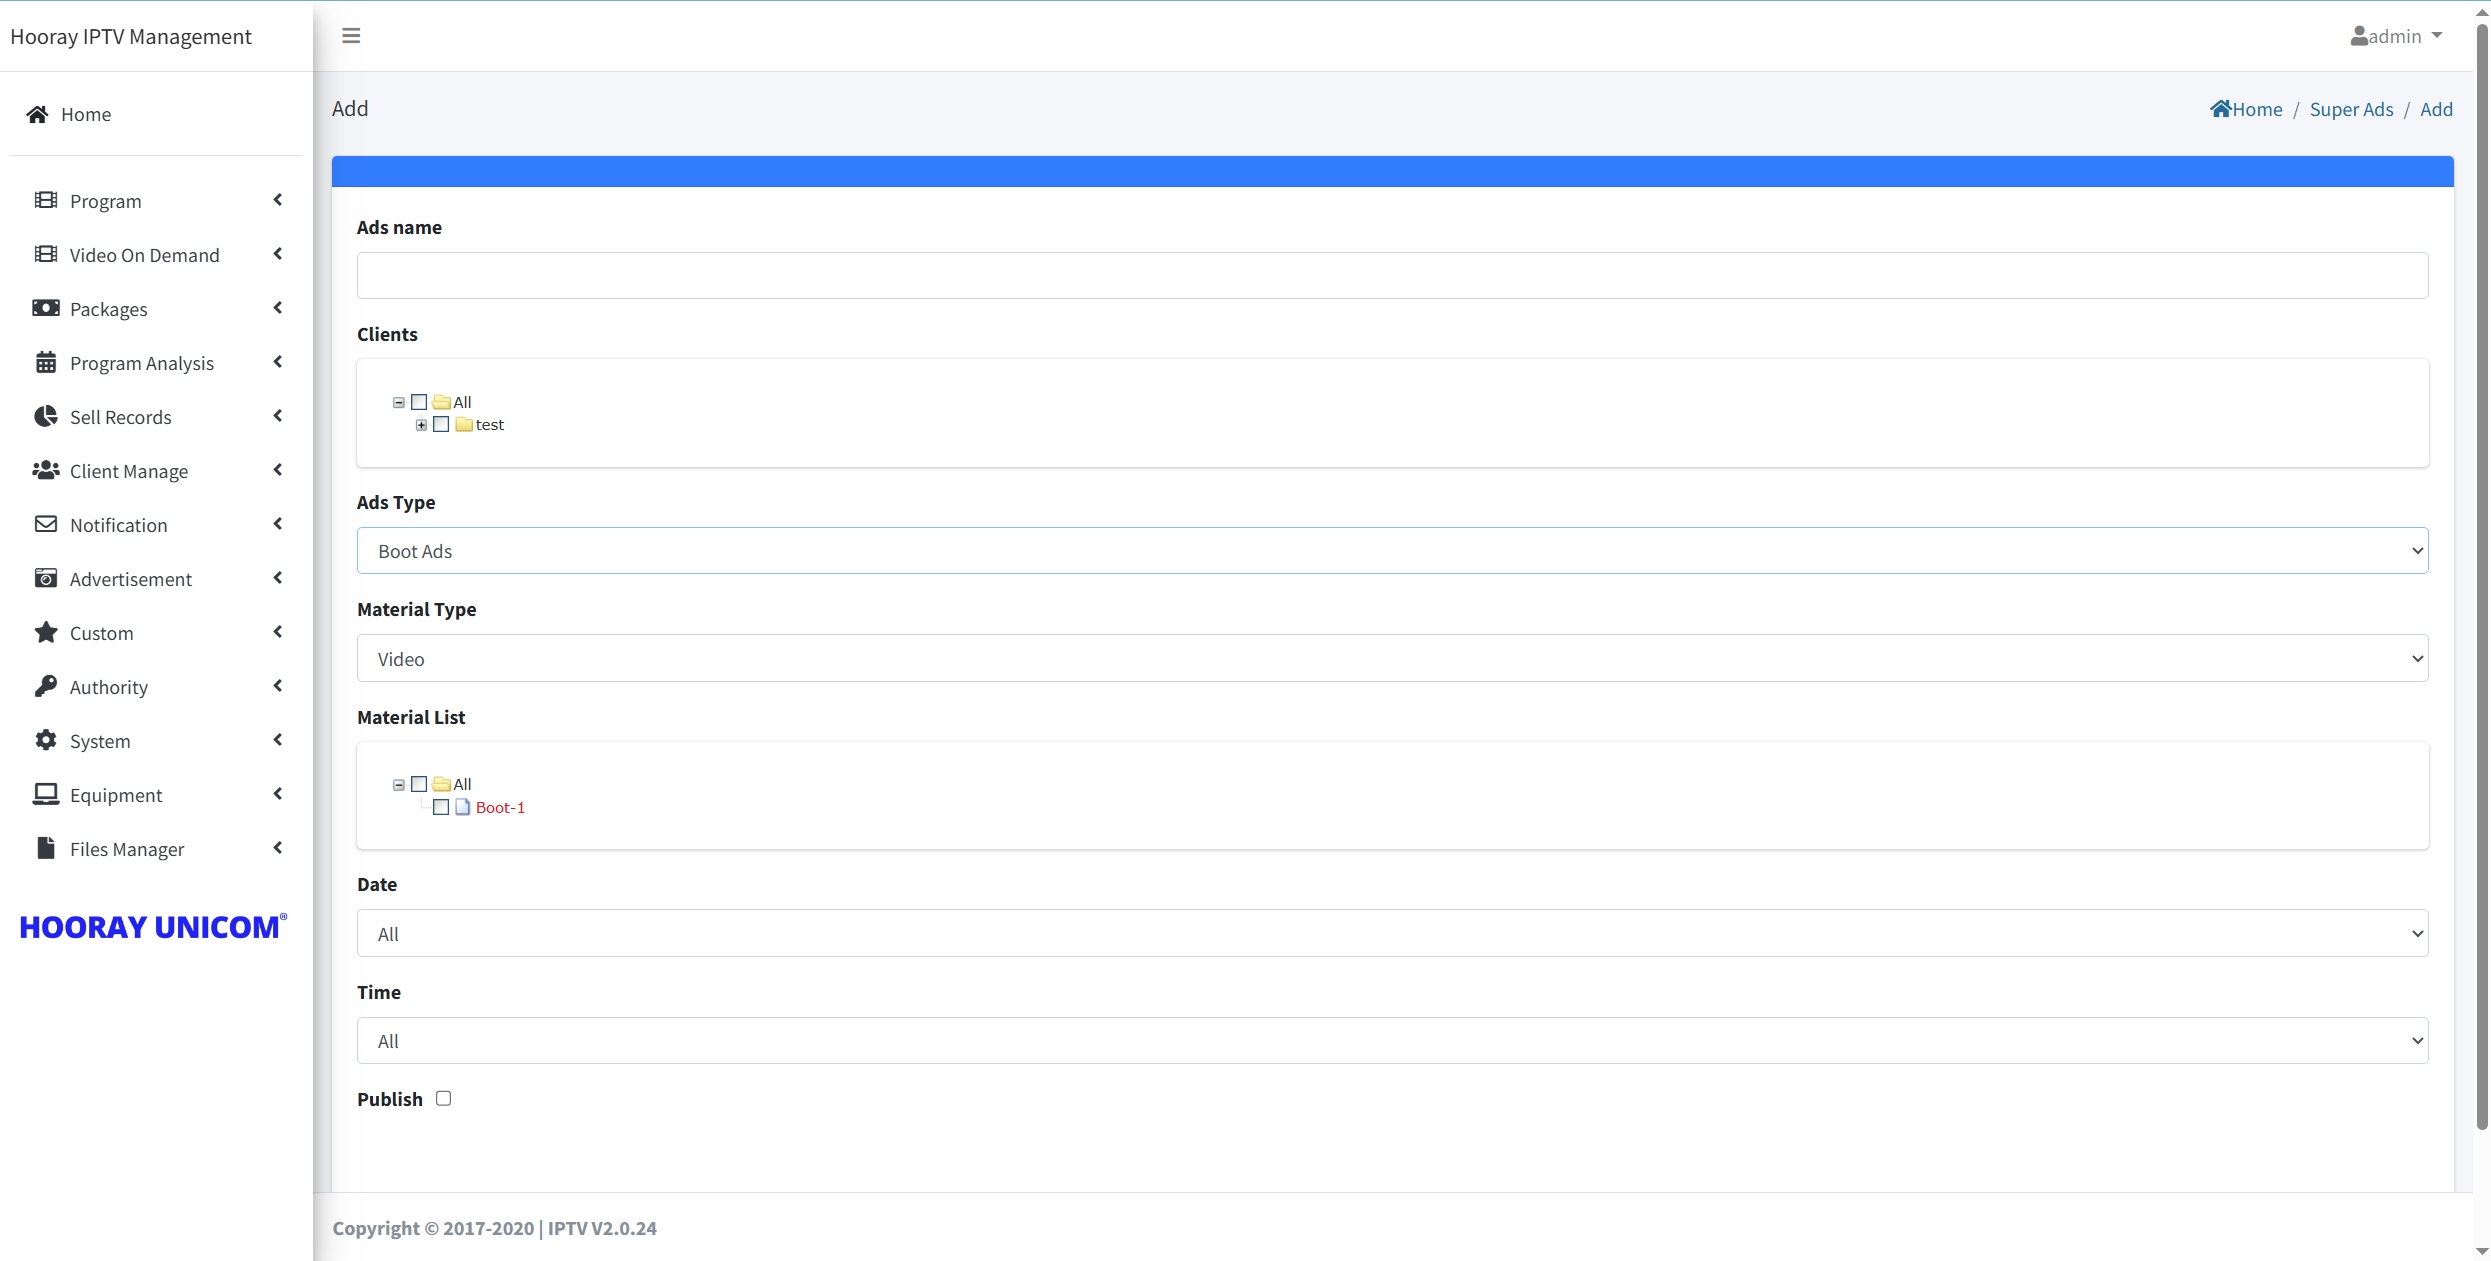 Hooray IPTV Management
admin
Home
Program
Video On Demand
Packages
Program Analysis
Sell Records
Client Manage
Notification
Advertisement
Custom
Authority
System
Equipment
Files Manager
HOORAY UNICOM®
Add
Home / Super Ads / Add
Ads name
Clients
All
test
Ads Type
Boot Ads
Material Type
Video
Material List
All
Boot-1
Date
All
Time
All
Publish
Copyright © 2017-2020 | IPTV V2.0.24